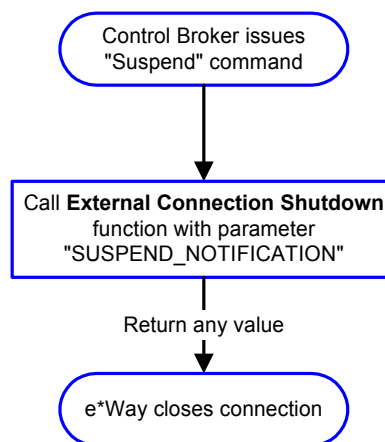 Control Broker issues
"Suspend" command
Call External Connection Shutdown
function with parameter
"SUSPEND_NOTIFICATION"
Return any value
e*Way closes connection